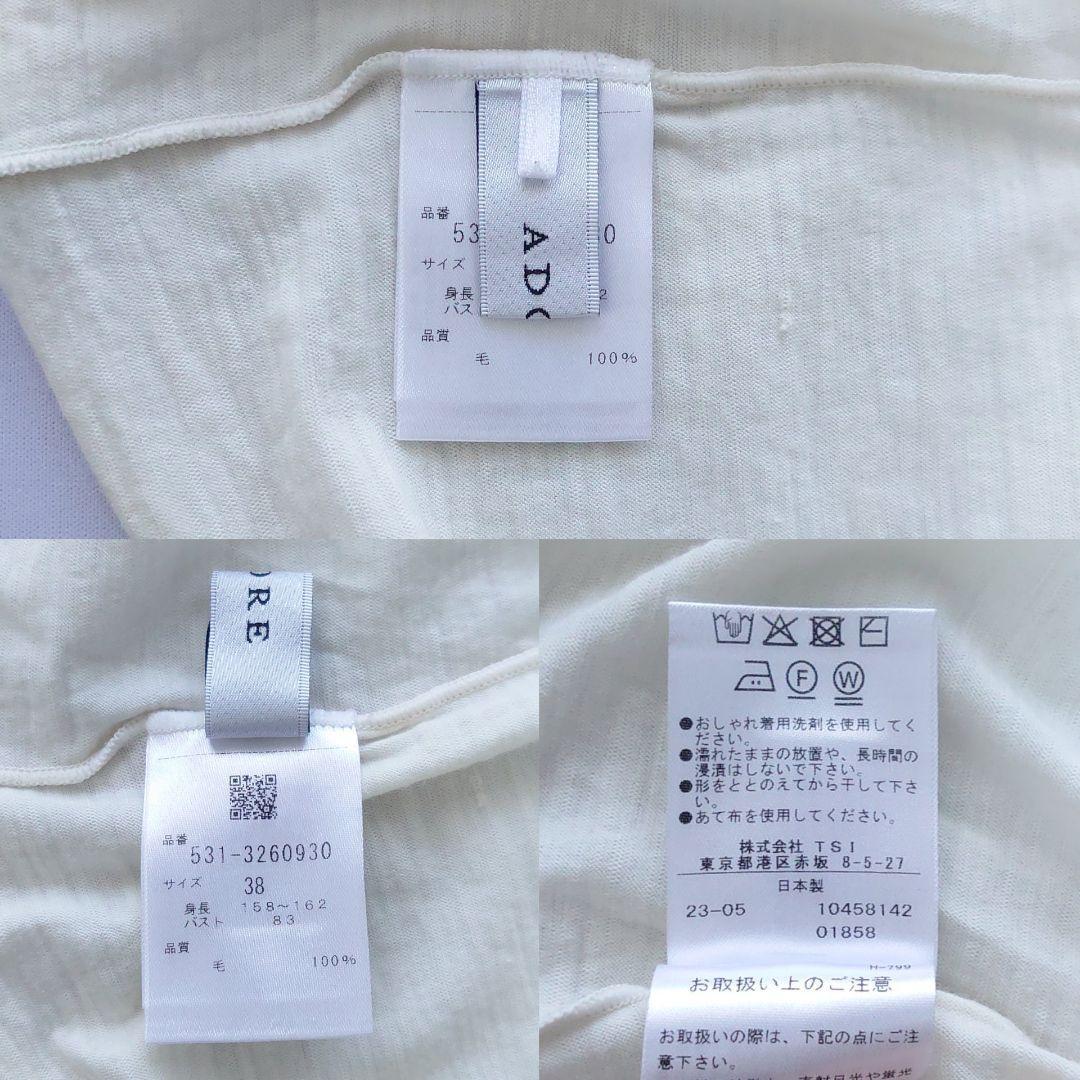 品番
53
30
サイズ
身長
2
バス
品質
毛 100%
ADO
ORE
品番
531-3260930
サイズ 38
身長 158〜162
バスト 83
品質
毛 100%
F W
●おしゃれ着用洗剤を使用してく
ださい。
●濡れたままの放置や、長時間の
浸漬はしないで下さい。
●形をととのえてから干して下さ
い。
●あて布を使用してください。
株式会社 TSI
東京都港区赤坂 8-5-27
日本製
23-05 10458142
01858
お取扱い上のご注意
お取扱いの際は、下記の点にご注
意下さい。